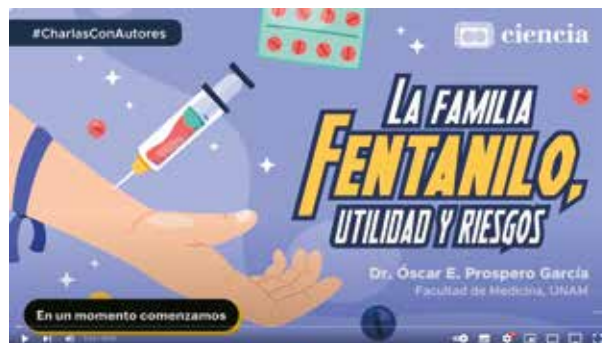 #CharlasConAutores
ciencia
LA FAMILIA
FENTANILO,
UTILIDAD Y RIESGOS
Dr. Óscar E. Prospero García
Facultad de Medicina, UNAM
En un momento comenzamos